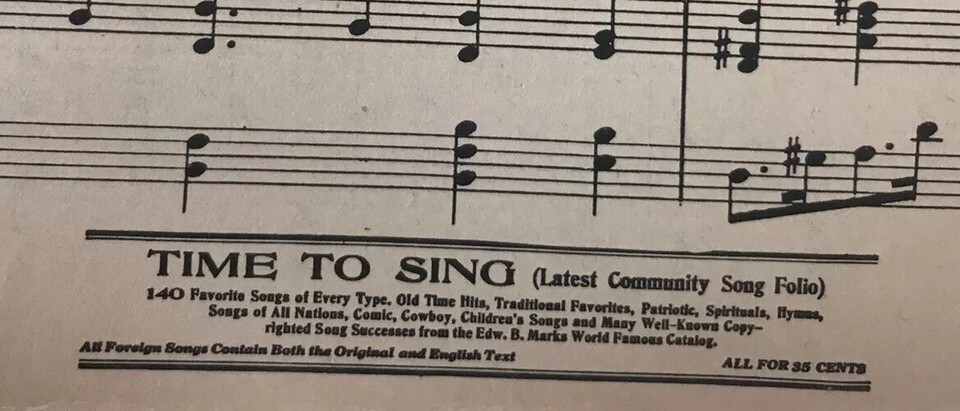 TIME TO SING (Latest Community Song Folio)
140 Favorite Songs of Every Type. Old Time Hits, Traditional Favorites, Patriotic, Spirituals, Hymns,
Songs of All Nations, Comic, Cowboy, Children's Songs and Many Well-Known Copy-
righted Song Successes from the Edw. B. Marks World Famous Catalog.
All Foreign Songs Contain Both the Original and English Text
ALL FOR 35 CENTS